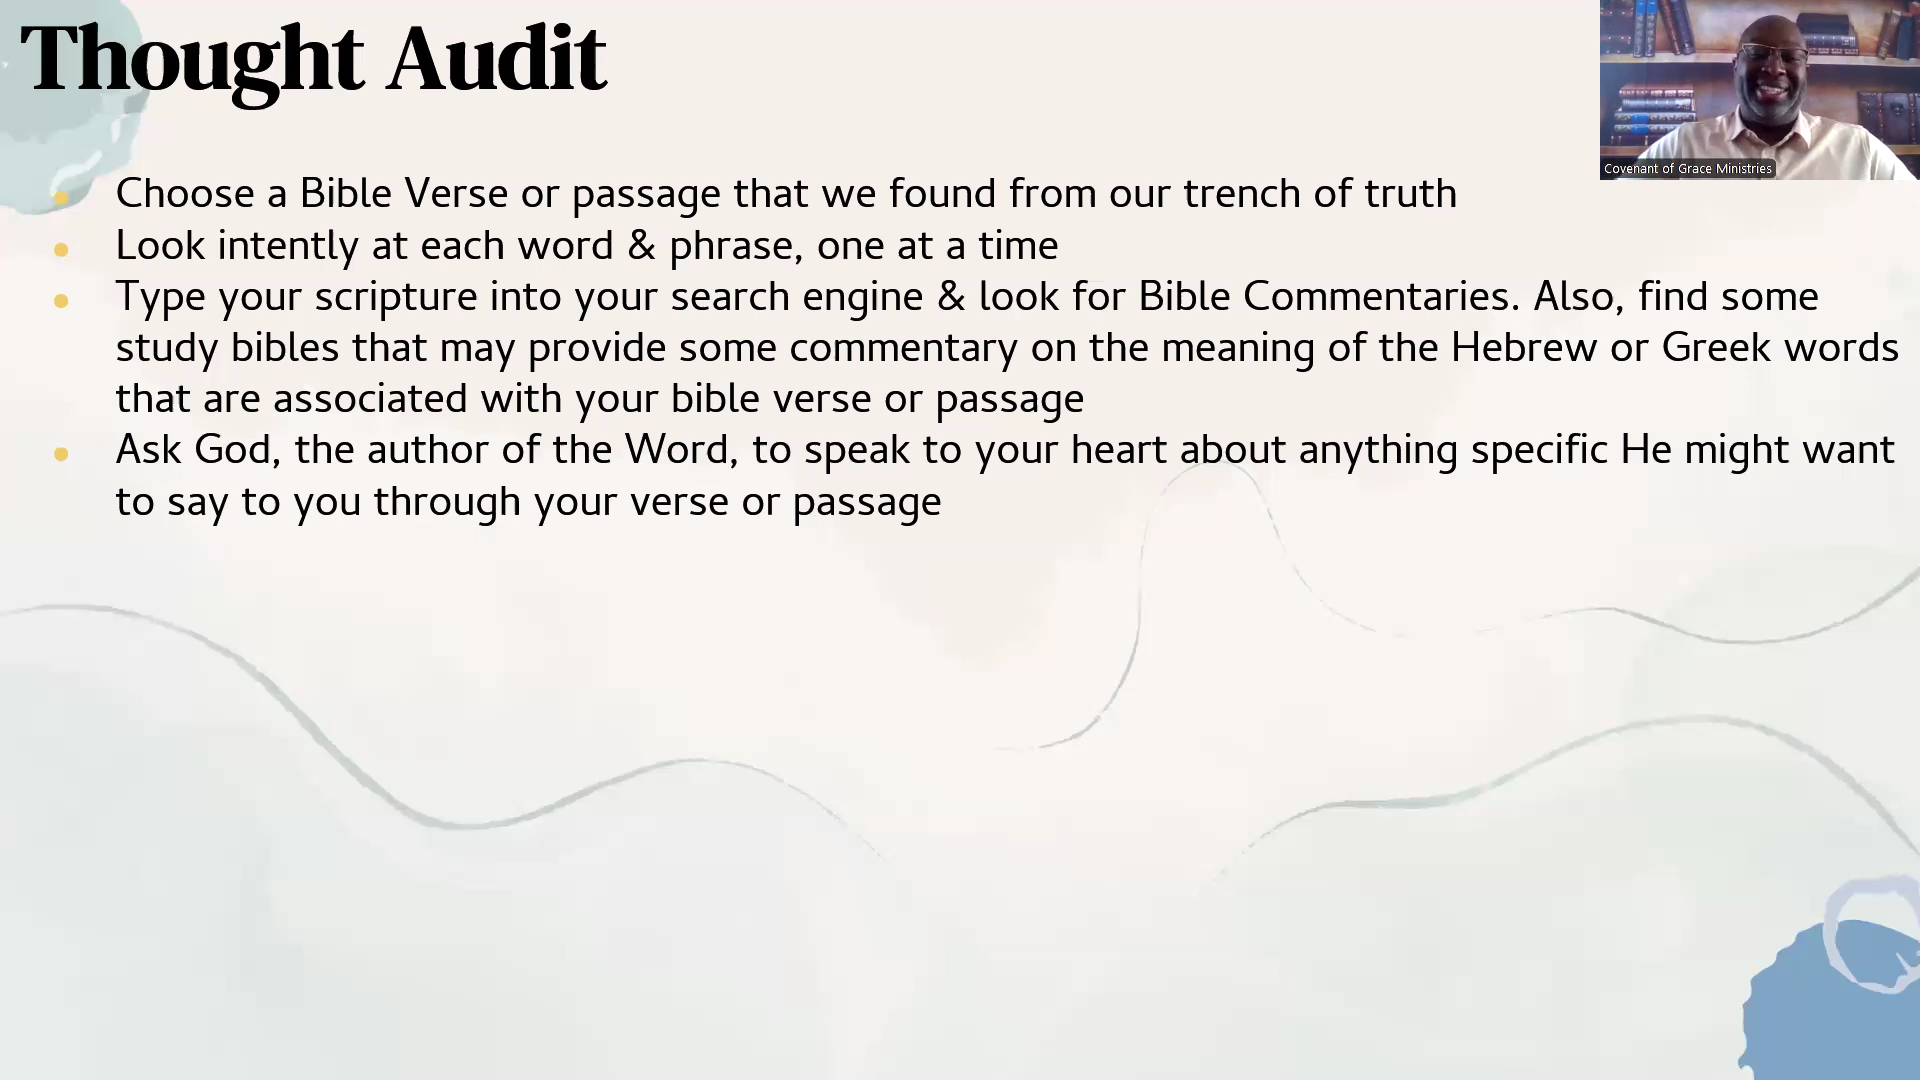 Thought Audit
Covenant of Grace Ministries
Choose a Bible Verse or passage that we found from our trench of truth
Look intently at each word & phrase, one at a time
Type your scripture into your search engine & look for Bible Commentaries. Also, find some
study bibles that may provide some commentary on the meaning of the Hebrew or Greek words
that are associated with your bible verse or passage
Ask God, the author of the Word, to speak to your heart about anything specific He might want
to say to you through your verse or passage